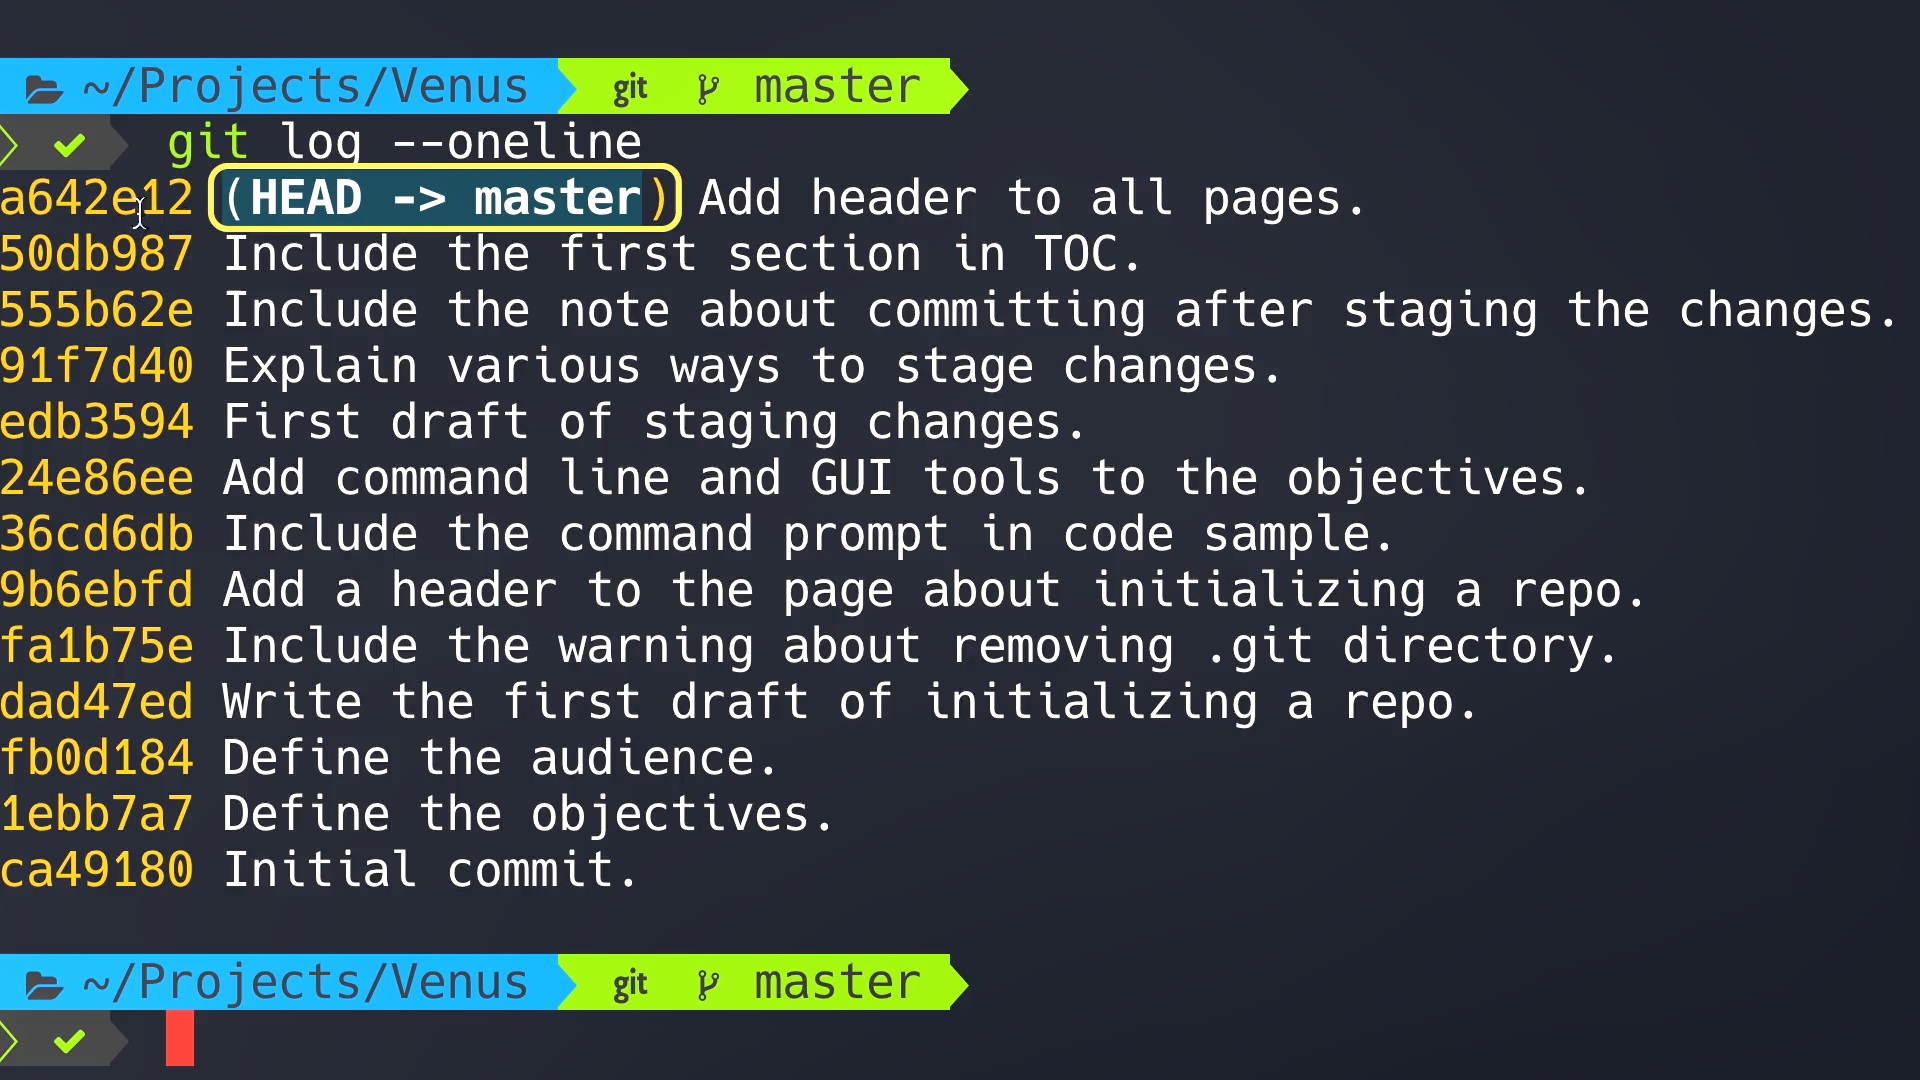 ~/Projects/Venus git master
git log --oneline
a642e12 (HEAD -> master) Add header to all pages.
50db987 Include the first section in TOC.
555b62e Include the note about committing after staging the changes.
91f7d40 Explain various ways to stage changes.
edb3594 First draft of staging changes.
24e86ee Add command line and GUI tools to the objectives.
36cd6db Include the command prompt in code sample.
9b6ebfd Add a header to the page about initializing a repo.
fa1b75e Include the warning about removing .git directory.
dad47ed Write the first draft of initializing a repo.
fb0d184 Define the audience.
1ebb7a7 Define the objectives.
ca49180 Initial commit.
~/Projects/Venus git master